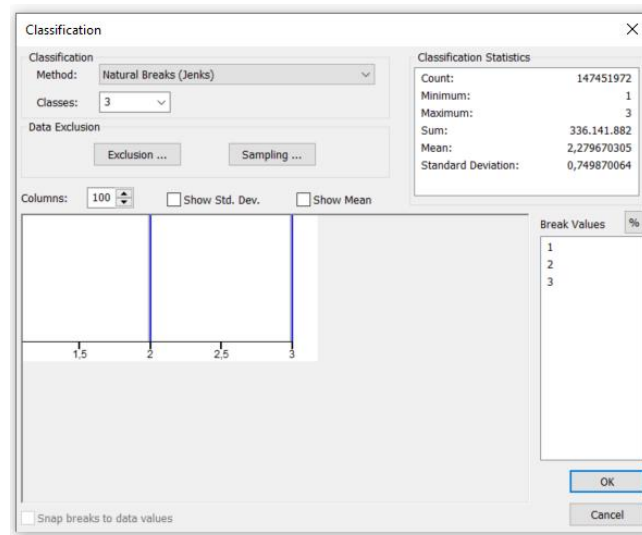 Classification
Classification
Method: Natural Breaks (Jenks)
Classes: 3
Data Exclusion
Exclusion ...
Sampling ...
Classification Statistics
Count: 147451972
Minimum: 1
Maximum: 3
Sum: 336.141.882
Mean: 2,279670305
Standard Deviation: 0,749870064
Columns: 100 Show Std. Dev. Show Mean
1,5 2 2,5 3
Break Values %
1
2
3
OK
Cancel
Snap breaks to data values